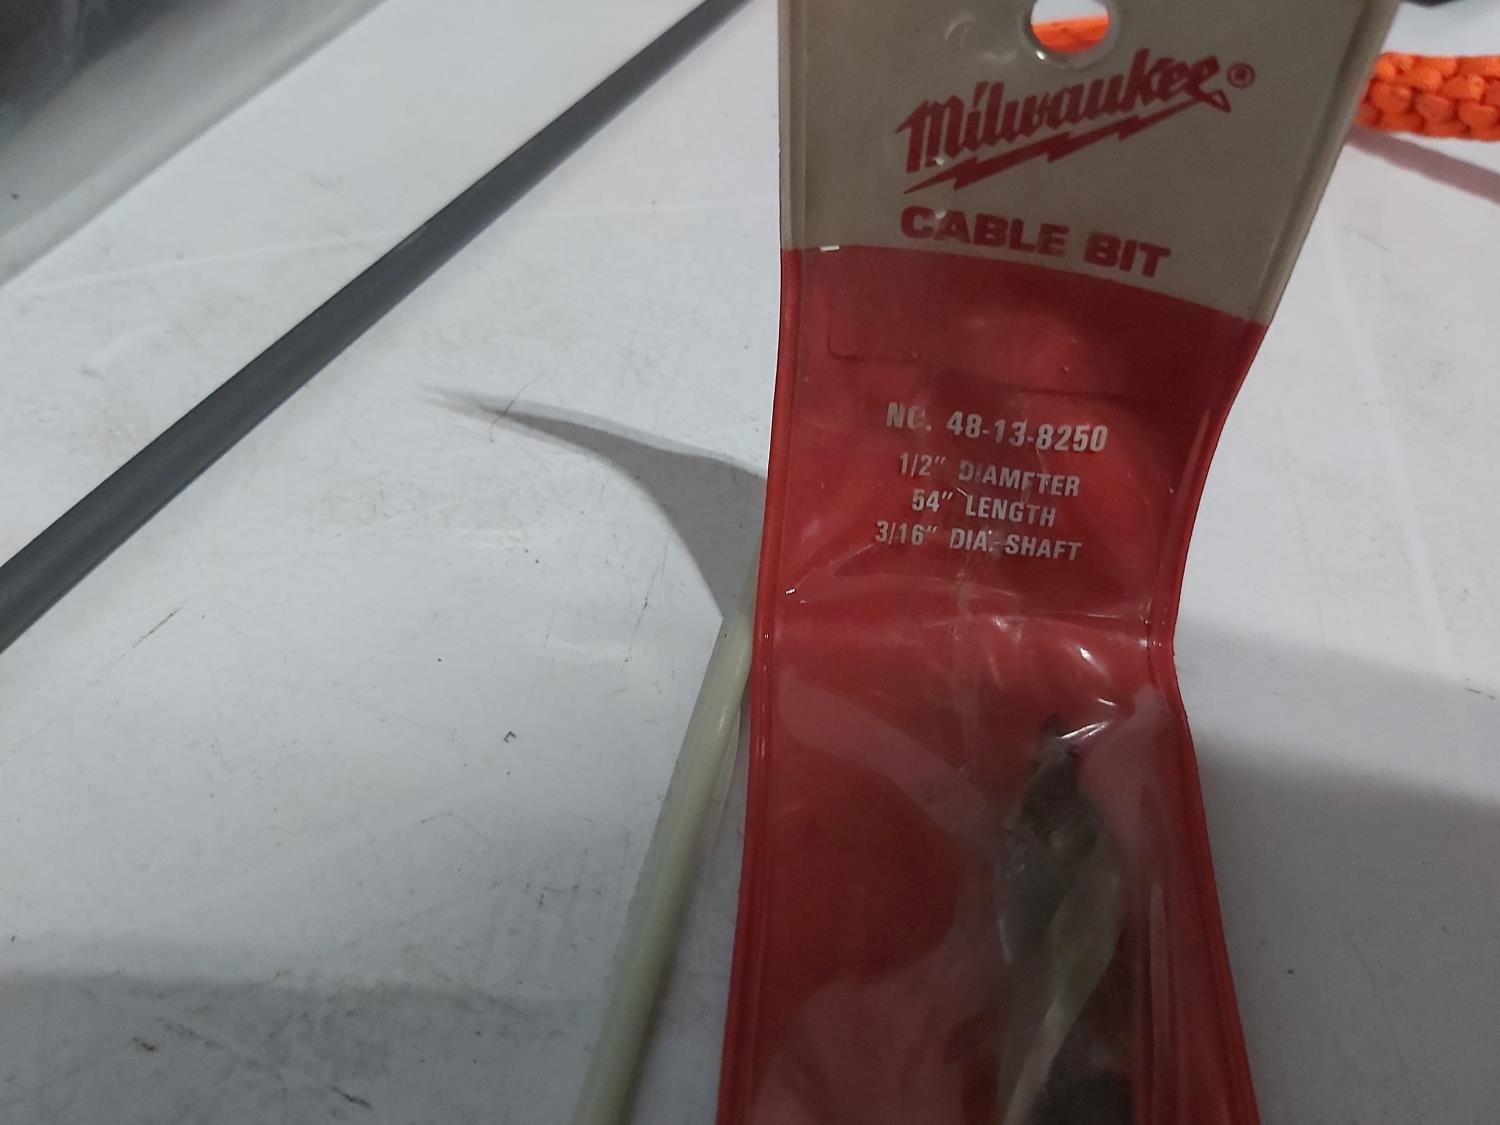 Milwaukee®
CABLE BIT
NO. 48-13-8250
1/2" DIAMETER
54" LENGTH
3/16" DIA. SHAFT